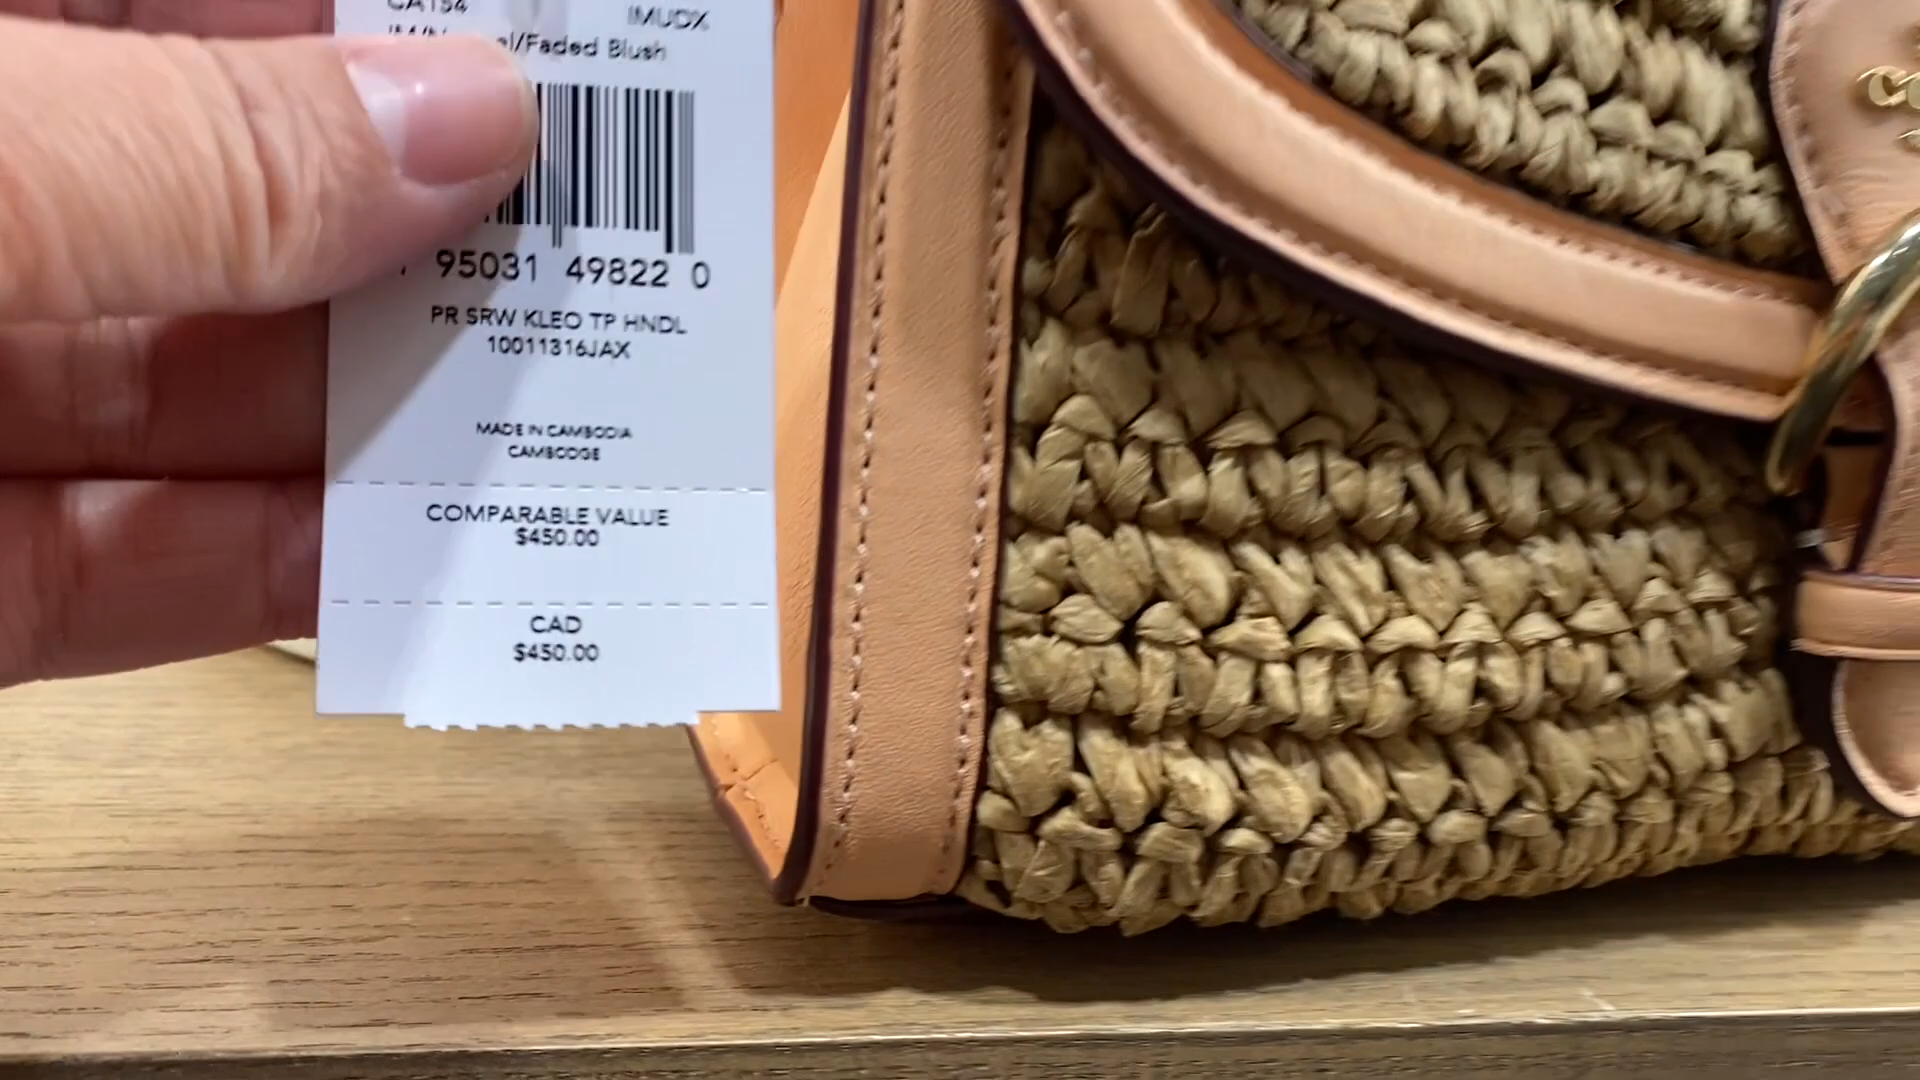 CA154 IMUDX
/Faded Blush
95031 49822 0
PR SRW KLEO TP HNDL
10011316JAX
MADE IN CAMBODIA
CAMBODGE
COMPARABLE VALUE
$450.00
CAD
$450.00